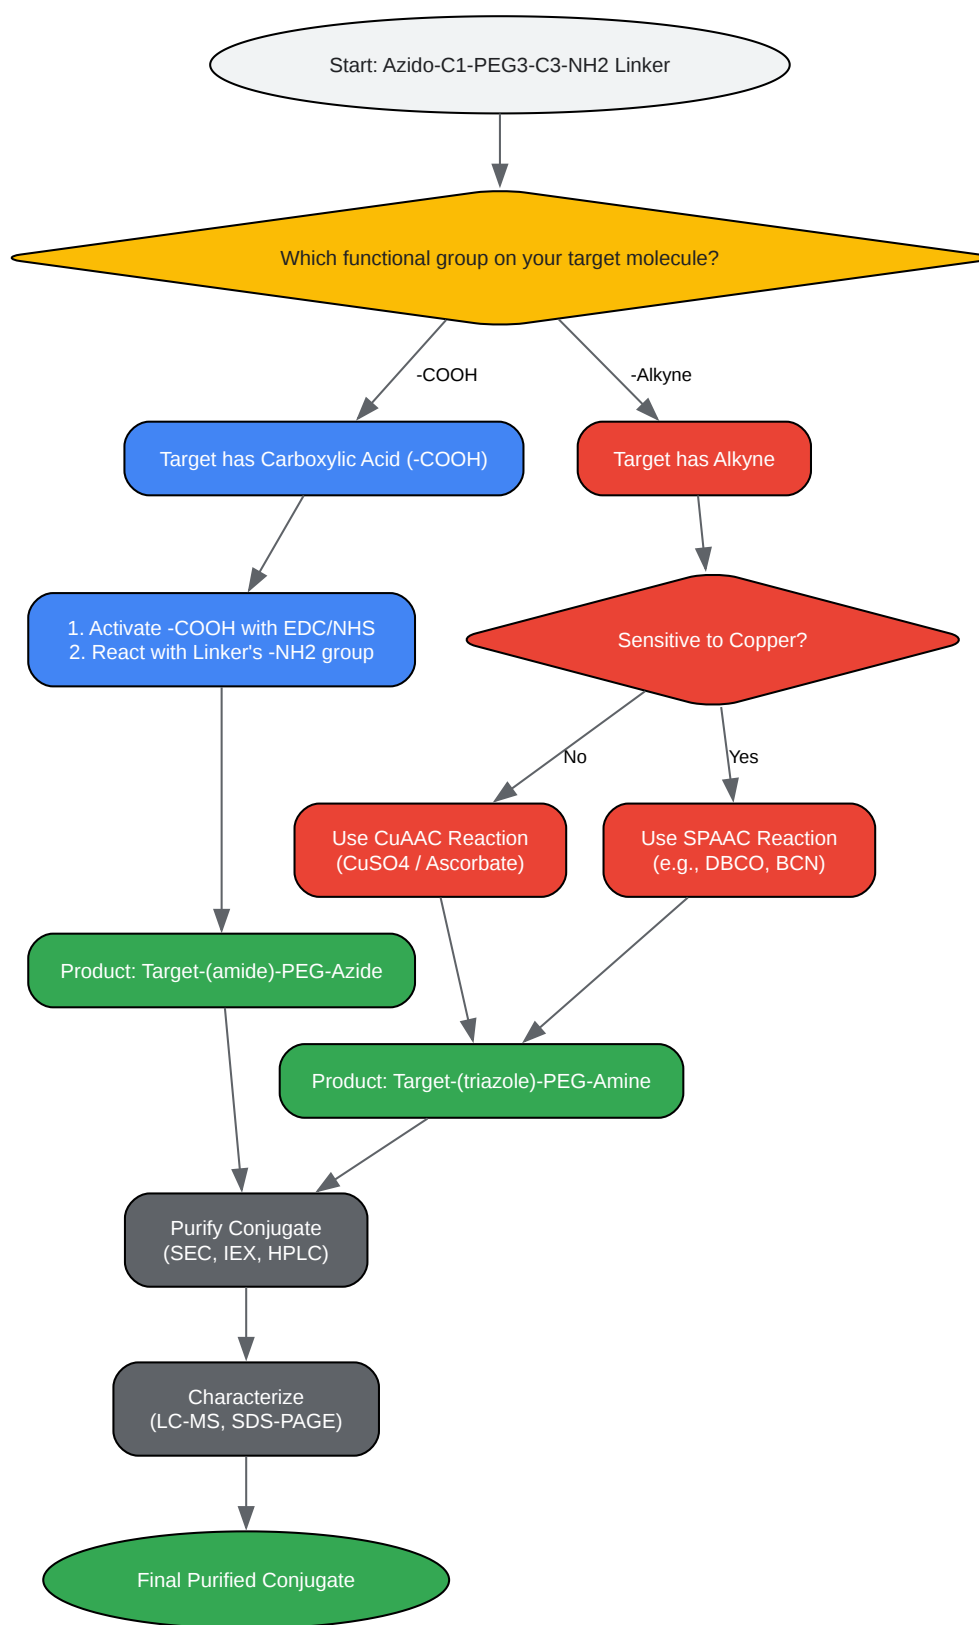 Start: Azido-C1-PEG3-C3-NH2 Linker
Which functional group on your target molecule?
-COOH
-Alkyne
Target has Carboxylic Acid (-COOH)
Target has Alkyne
1. Activate -COOH with EDC/NHS
2. React with Linker's -NH2 group
Sensitive to Copper?
No
Yes
Use CuAAC Reaction
(CuSO4 / Ascorbate)
Use SPAAC Reaction
(e.g., DBCO, BCN)
Product: Target-(amide)-PEG-Azide
Product: Target-(triazole)-PEG-Amine
Purify Conjugate
(SEC, IEX, HPLC)
Characterize
(LC-MS, SDS-PAGE)
Final Purified Conjugate